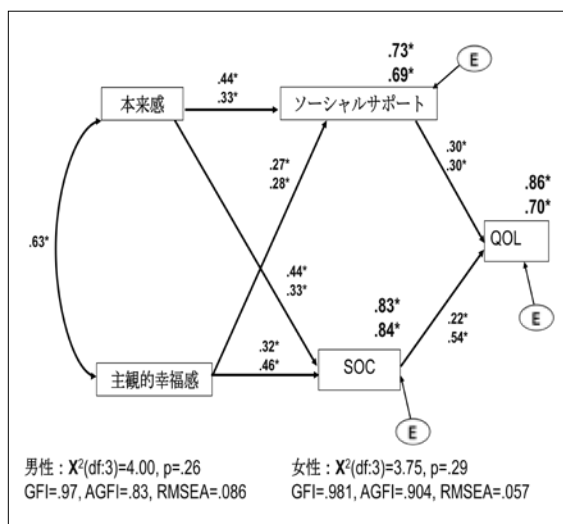 .73*
.69*
E
.44*
.33*
本来感
ソーシャルサポート
.27*
.28*
.30*
.30*
.86*
.70*
QOL
.63*
.44*
.33*
.83*
.84*
.22*
.54*
E
.32*
.46*
主観的幸福感
SOC
E
男性：X²(df:3)=4.00, p=.26
GFI=.97, AGFI=.83, RMSEA=.086
女性：X²(df:3)=3.75, p=.29
GFI=.981, AGFI=.904, RMSEA=.057